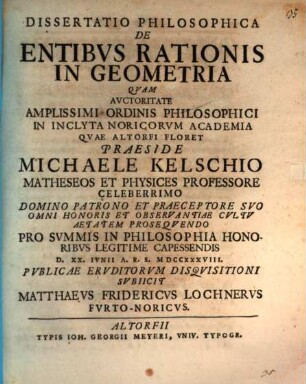 DISSERTATIO PHILOSOPHICA
DE
ENTIBVS RATIONIS
IN GEOMETRIA
QVAM
AVCTORITATE
AMPLISSIMI ORDINIS PHILOSOPHICI
IN INCLYTA NORICORVM ACADEMIA
QVAE ALTORFI FLORET
PRAESIDE
MICHAELE KELSCHIO
MATHESEOS ET PHYSICES PROFESSORE
CELEBERRIMO
DOMINO PATRONO ET PRAECEPTORE SVO
OMNI HONORIS ET OBSERVANTIAE CVLTV
AETATEM PROSEQVENDO
PRO SVMMIS IN PHILOSOPHIA HONO-
RIBVS LEGITIME CAPESSENDIS
D. XX. IVNII A. R. S. MDCCXXXVIII.
PVBLICAE ERVDITORVM DISQVISITIONI
SVBIICIT
MATTHAEVS FRIDERICVS LOCHNERVS
FVRTO-NORICVS.
ALTORFII
TYPIS IOH. GEORGII MEYERI, VNIV. TYPOGR.